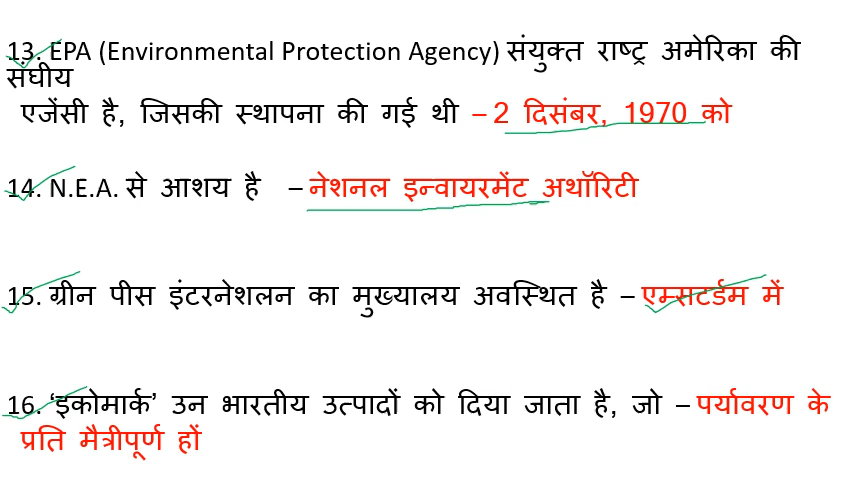 13. EPA (Environmental Protection Agency) संयुक्त राष्ट्र अमेरिका की
संघीय
एजेंसी है, जिसकी स्थापना की गई थी – 2 दिसंबर, 1970 को
14. N.E.A. से आशय है – नेशनल इन्वायरमेंट अथॉरिटी
15. ग्रीन पीस इंटरनेशलन का मुख्यालय अवस्थित है – एम्सटर्डम में
16. ‘इकोमार्क’ उन भारतीय उत्पादों को दिया जाता है, जो – पर्यावरण के
प्रति मैत्रीपूर्ण हों